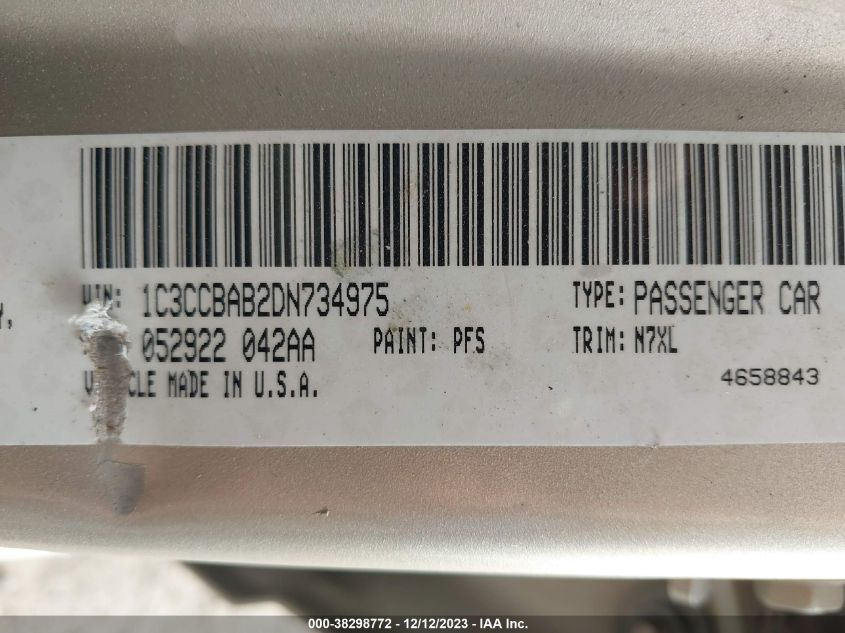 VIN: 1C3CCBAB2DN734975 TYPE: PASSENGER CAR
Y,
052922 042AA PAINT: PFS TRIM: N7XL
MADE IN U.S.A. 4658843
000-38298772 - 12/12/2023 - IAA Inc.